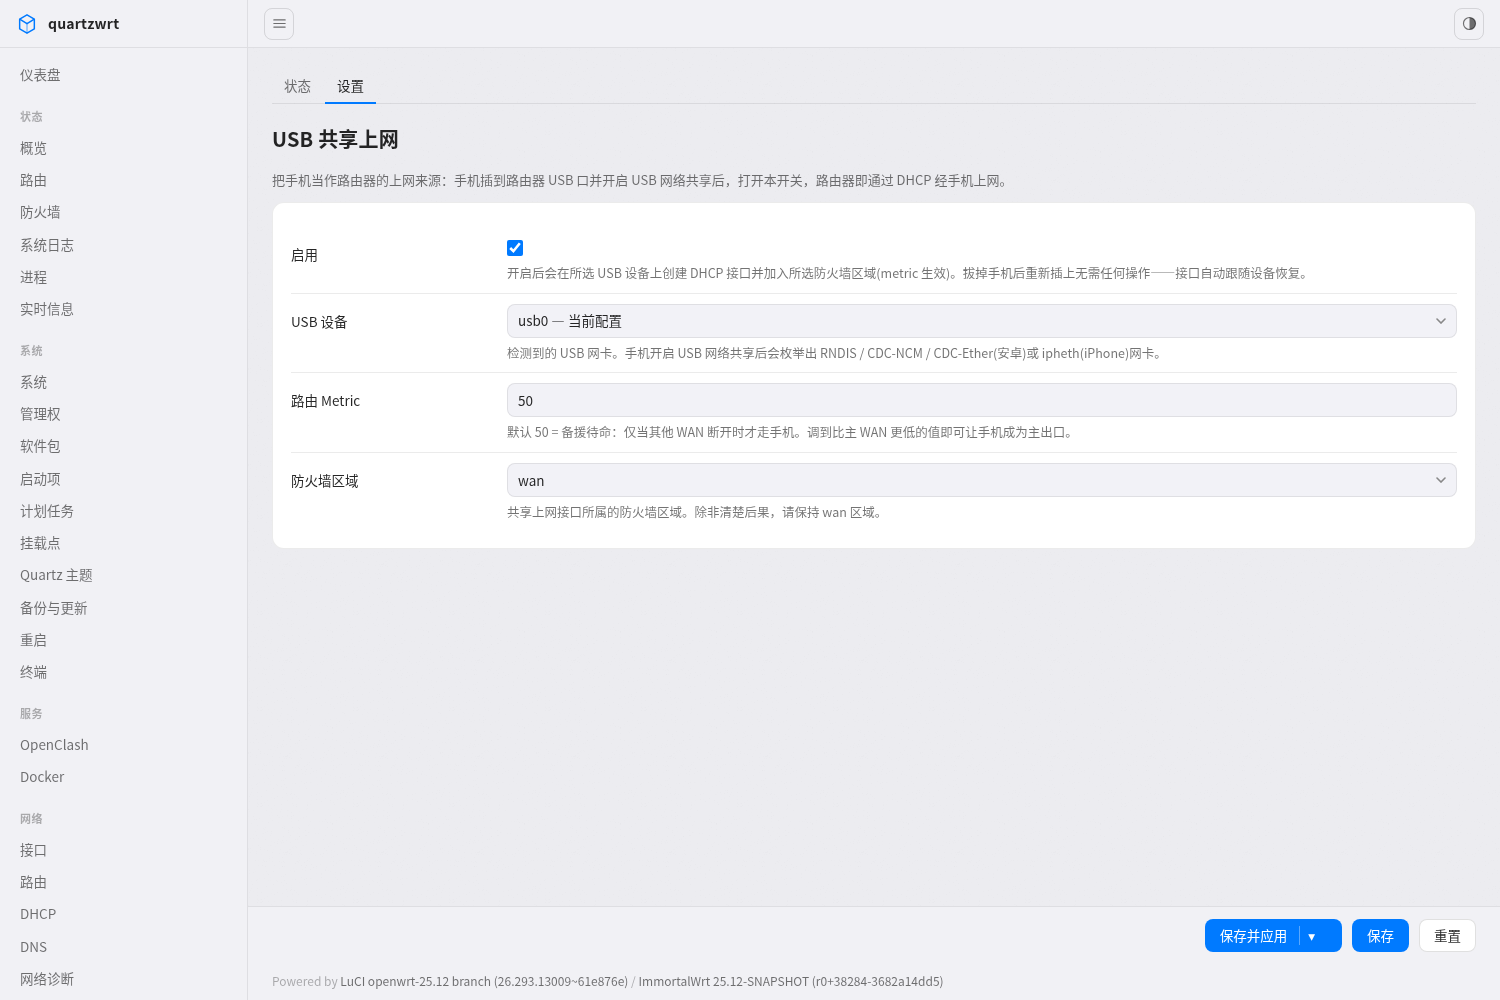 quartzwrt
仪表盘
状态
概览
路由
防火墙
系统日志
进程
实时信息
系统
系统
管理权
软件包
启动项
计划任务
挂载点
Quartz 主题
备份与更新
重启
终端
服务
OpenClash
Docker
网络
接口
路由
DHCP
DNS
网络诊断
状态 设置
USB 共享上网
把手机当作路由器的上网来源：手机插到路由器 USB 口并开启 USB 网络共享后，打开本开关，路由器即通过 DHCP 经手机上网。
启用
开启后会在所选 USB 设备上创建 DHCP 接口并加入所选防火墙区域(metric 生效)。拔掉手机后重新插上无需任何操作——接口自动跟随设备恢复。
USB 设备
usb0 — 当前配置
检测到的 USB 网卡。手机开启 USB 网络共享后会枚举出 RNDIS / CDC-NCM / CDC-Ether(安卓)或 ipheth(iPhone)网卡。
路由 Metric
50
默认 50 = 备援待命：仅当其他 WAN 断开时才走手机。调到比主 WAN 更低的值即可让手机成为主出口。
防火墙区域
wan
共享上网接口所属的防火墙区域。除非清楚后果，请保持 wan 区域。
保存并应用 ▾ 保存 重置
Powered by LuCI openwrt-25.12 branch (26.293.13009~61e876e) / ImmortalWrt 25.12-SNAPSHOT (r0+38284-3682a14dd5)